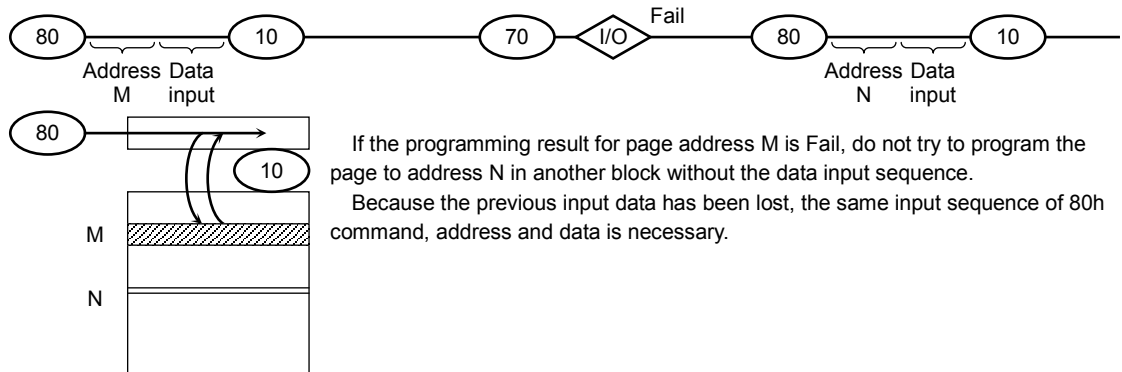 Fail
80 10 70 I/O 80 10
Address Data Address Data
M input N input
80
If the programming result for page address M is Fail, do not try to program the
10
page to address N in another block without the data input sequence.
Because the previous input data has been lost, the same input sequence of 80h
M
command, address and data is necessary.
N